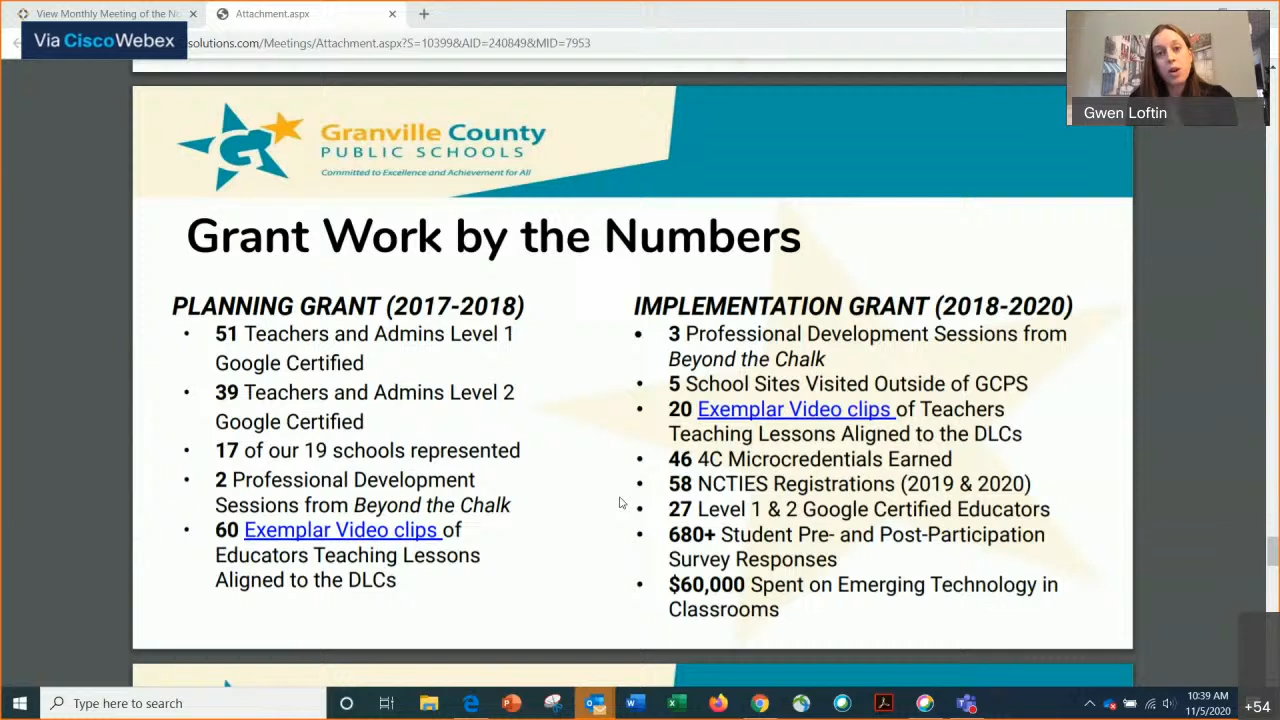 View Monthly Meeting of the No
Attachment.aspx
Via CiscoWebex
solutions.com/Meetings/Attachment.aspx?S=10399&AID=240849&MID=7953
Gwen Loftin
Granville County
PUBLIC SCHOOLS
Committed to Excellence and Achievement for All
Grant Work by the Numbers
PLANNING GRANT (2017-2018)
• 51 Teachers and Admins Level 1
Google Certified
• 39 Teachers and Admins Level 2
Google Certified
• 17 of our 19 schools represented
• 2 Professional Development
Sessions from Beyond the Chalk
• 60 Exemplar Video clips of
Educators Teaching Lessons
Aligned to the DLCs
IMPLEMENTATION GRANT (2018-2020)
• 3 Professional Development Sessions from
Beyond the Chalk
• 5 School Sites Visited Outside of GCPS
• 20 Exemplar Video clips of Teachers
Teaching Lessons Aligned to the DLCs
• 46 4C Microcredentials Earned
• 58 NCTIES Registrations (2019 & 2020)
• 27 Level 1 & 2 Google Certified Educators
• 680+ Student Pre- and Post-Participation
Survey Responses
• $60,000 Spent on Emerging Technology in
Classrooms
Type here to search
10:39 AM
11/5/2020
+54